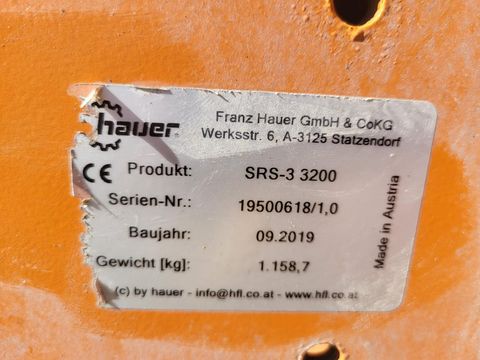 hauer
Franz Hauer GmbH & CoKG
Werksstr. 6, A-3125 Statzendorf
CE Produkt: SRS-3 3200
Serien-Nr.: 19500618/1,0
Baujahr: 09.2019
Gewicht [kg]: 1.158,7
(c) by hauer - info@hfl.co.at - www.hfl.co.at
Made in Austria